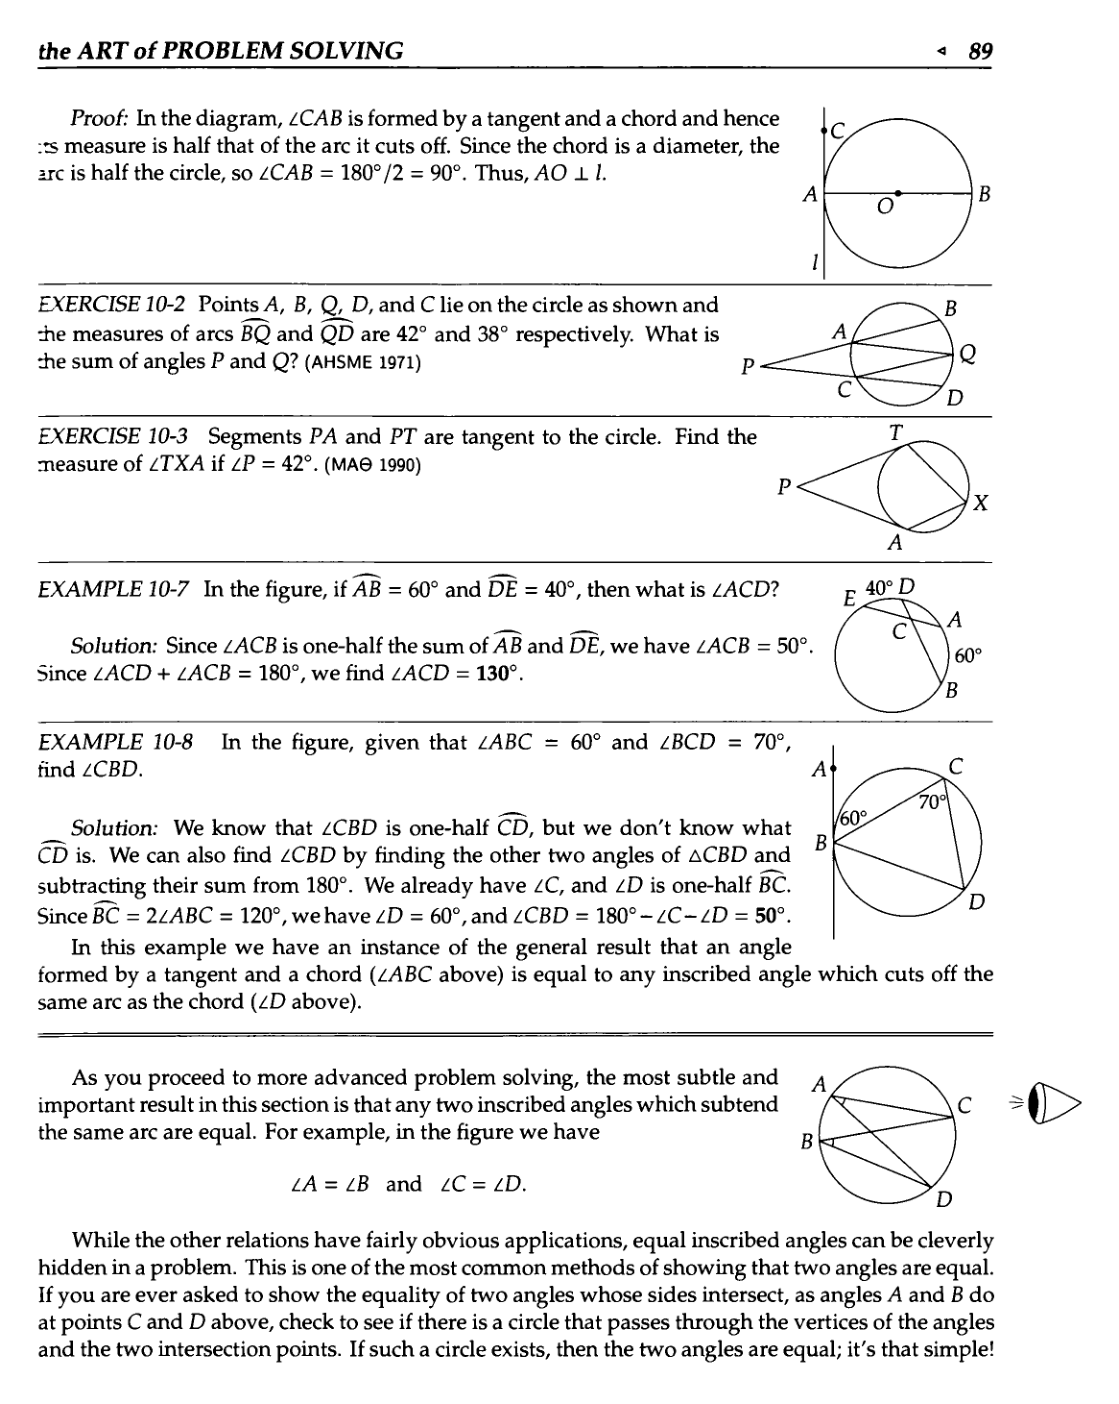 the ART of PROBLEM SOLVING ◃ 89
Proof: In the diagram, ∠CAB is formed by a tangent and a chord and hence
:ts measure is half that of the arc it cuts off. Since the chord is a diameter, the
arc is half the circle, so ∠CAB = 180°/2 = 90°. Thus, AO ⊥ l.
C
A
O
B
l
EXERCISE 10-2 Points A, B, Q, D, and C lie on the circle as shown and
the measures of arcs B͡Q and Q͡D are 42° and 38° respectively. What is
the sum of angles P and Q? (AHSME 1971)
B
A
Q
P
C
D
EXERCISE 10-3 Segments PA and PT are tangent to the circle. Find the
measure of ∠TXA if ∠P = 42°. (MAΘ 1990)
T
P
X
A
EXAMPLE 10-7 In the figure, if A͡B = 60° and D͡E = 40°, then what is ∠ACD?
Solution: Since ∠ACB is one-half the sum of A͡B and D͡E, we have ∠ACB = 50°.
Since ∠ACD + ∠ACB = 180°, we find ∠ACD = 130°.
E 40° D
C
A
60°
B
EXAMPLE 10-8 In the figure, given that ∠ABC = 60° and ∠BCD = 70°,
find ∠CBD.
Solution: We know that ∠CBD is one-half C͡D, but we don't know what
C͡D is. We can also find ∠CBD by finding the other two angles of △CBD and
subtracting their sum from 180°. We already have ∠C, and ∠D is one-half B͡C.
Since B͡C = 2∠ABC = 120°, we have ∠D = 60°, and ∠CBD = 180° – ∠C – ∠D = 50°.
A
C
70°
60°
B
D
In this example we have an instance of the general result that an angle
formed by a tangent and a chord (∠ABC above) is equal to any inscribed angle which cuts off the
same arc as the chord (∠D above).
As you proceed to more advanced problem solving, the most subtle and
important result in this section is that any two inscribed angles which subtend
the same arc are equal. For example, in the figure we have
∠A = ∠B and ∠C = ∠D.
A
C
B
D
While the other relations have fairly obvious applications, equal inscribed angles can be cleverly
hidden in a problem. This is one of the most common methods of showing that two angles are equal.
If you are ever asked to show the equality of two angles whose sides intersect, as angles A and B do
at points C and D above, check to see if there is a circle that passes through the vertices of the angles
and the two intersection points. If such a circle exists, then the two angles are equal; it's that simple!